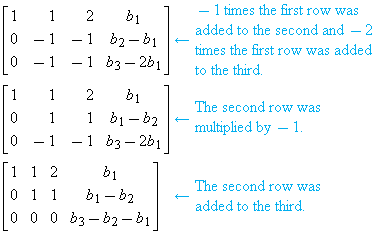 1 1 2 b₁
0 −1 −1 b₂ − b₁
0 −1 −1 b₃ − 2b₁
← −1 times the first row was
added to the second and −2
times the first row was added
to the third.
1 1 2 b₁
0 1 1 b₁ − b₂
0 −1 −1 b₃ − 2b₁
← The second row was
multiplied by −1.
1 1 2 b₁
0 1 1 b₁ − b₂
0 0 0 b₃ − b₂ − b₁
← The second row was
added to the third.